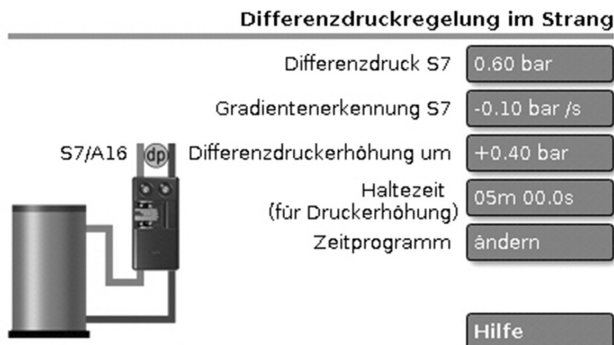 Differenzdruckregelung im Strang
Differenzdruck S7 0.60 bar
Gradientenerkennung S7 -0.10 bar /s
S7/A16 dp Differenzdruckerhöhung um +0.40 bar
Haltezeit
(für Druckerhöhung) 05m 00.0s
Zeitprogramm ändern
Hilfe